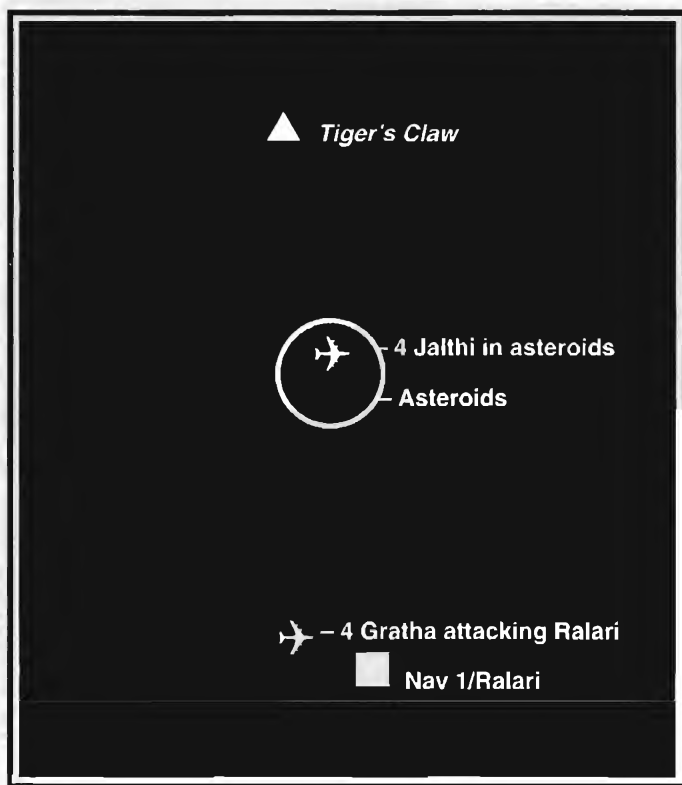 Tiger's Claw
4 Jalthi in asteroids
Asteroids
4 Gratha attacking Ralari
Nav 1/Ralari